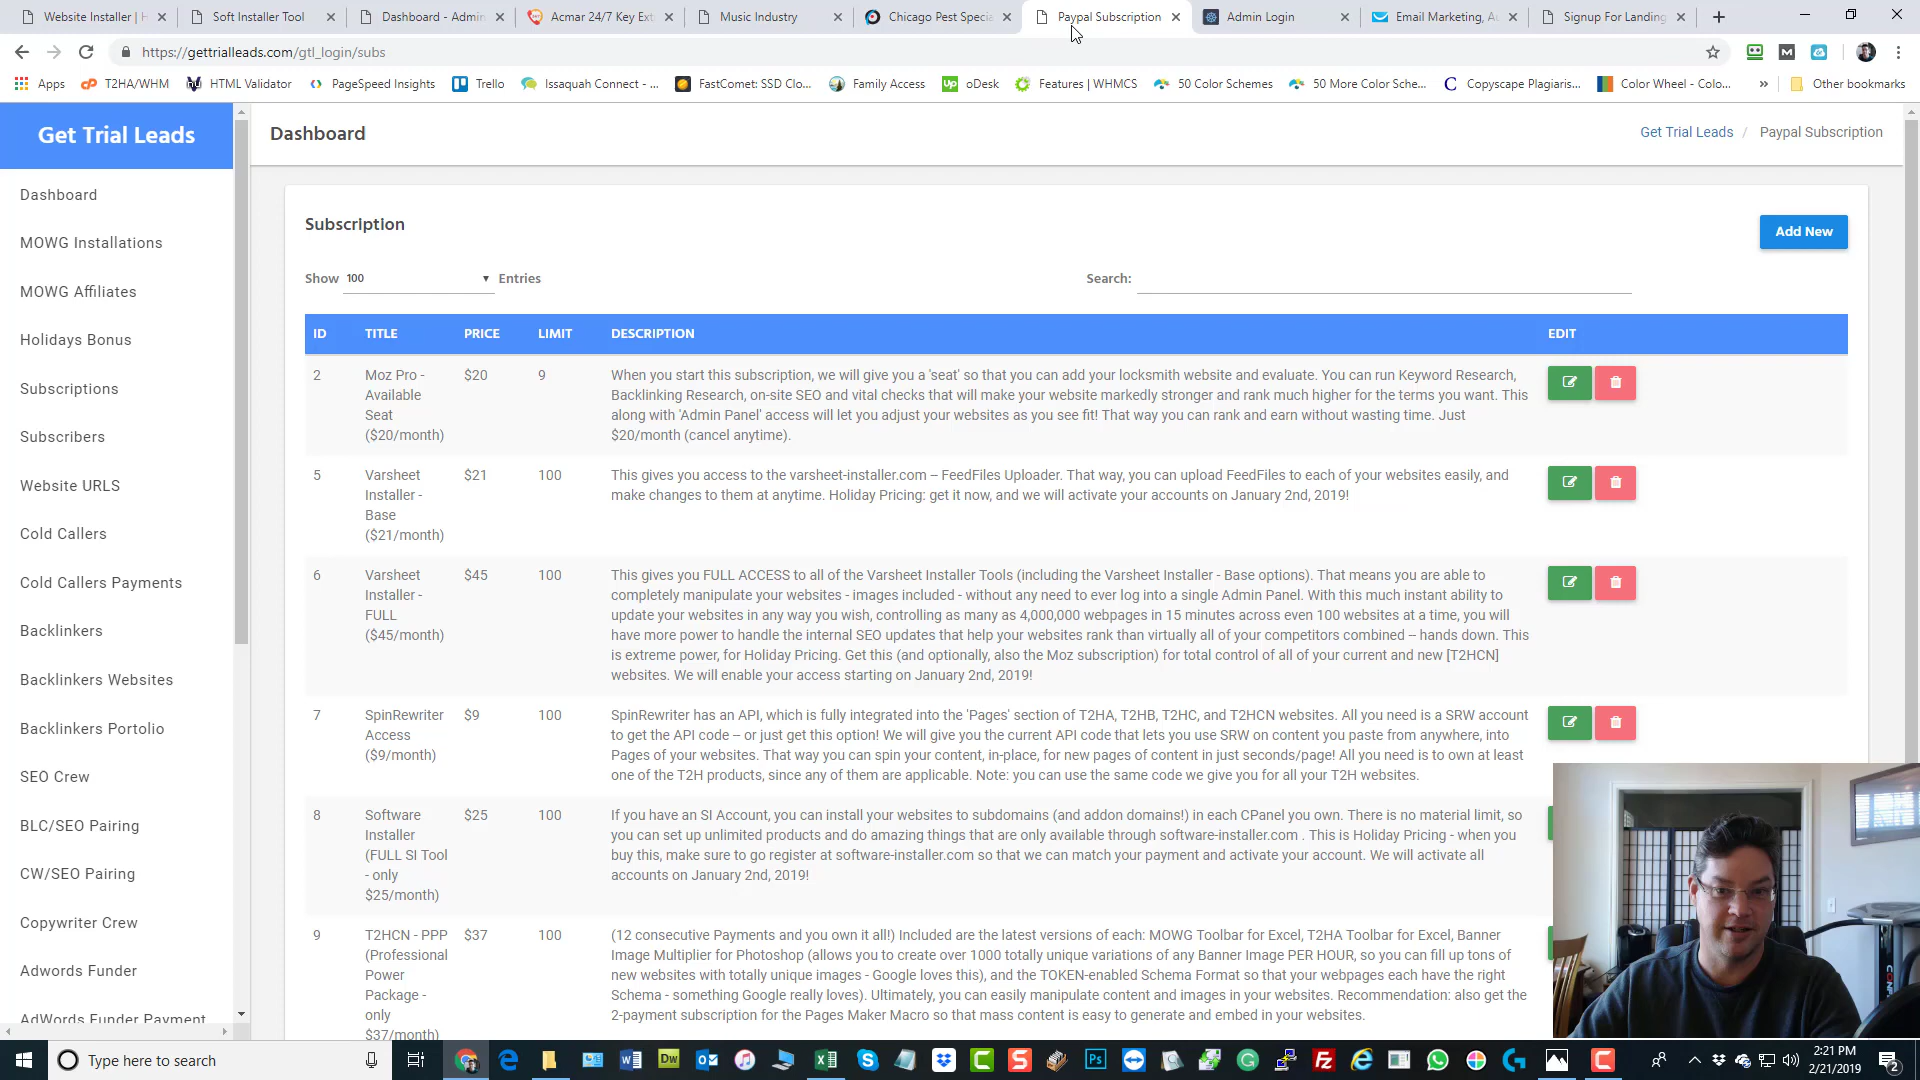 Website Installer | H
Soft Installer Tool
Dashboard - Admin
Acmar 24/7 Key Ext
Music Industry
Chicago Pest Specia
Paypal Subscription
Admin Login
Email Marketing, Au
Signup For Landing
https://gettrialleads.com/gtl_login/subs
Apps
T2HA/WHM
HTML Validator
PageSpeed Insights
Trello
Issaquah Connect - ...
FastComet: SSD Clo...
Family Access
oDesk
Features | WHMCS
50 Color Schemes
50 More Color Sche...
Copyscape Plagiaris...
Color Wheel - Colo...
»
Other bookmarks
Get Trial Leads
Dashboard
Get Trial Leads / Paypal Subscription
Dashboard
MOWG Installations
MOWG Affiliates
Holidays Bonus
Subscriptions
Subscribers
Website URLS
Cold Callers
Cold Callers Payments
Backlinkers
Backlinkers Websites
Backlinkers Portolio
SEO Crew
BLC/SEO Pairing
CW/SEO Pairing
Copywriter Crew
Adwords Funder
AdWords Funder Payment
Subscription
Add New
Show 100 Entries
Search:
ID TITLE PRICE LIMIT DESCRIPTION EDIT
2
Moz Pro -
Available
Seat
($20/month)
$20
9
When you start this subscription, we will give you a 'seat' so that you can add your locksmith website and evaluate. You can run Keyword Research,
Backlinking Research, on-site SEO and vital checks that will make your website markedly stronger and rank much higher for the terms you want. This
along with 'Admin Panel' access will let you adjust your websites as you see fit! That way you can rank and earn without wasting time. Just
$20/month (cancel anytime).
5
Varsheet
Installer -
Base
($21/month)
$21
100
This gives you access to the varsheet-installer.com -- FeedFiles Uploader. That way, you can upload FeedFiles to each of your websites easily, and
make changes to them at anytime. Holiday Pricing: get it now, and we will activate your accounts on January 2nd, 2019!
6
Varsheet
Installer -
FULL
($45/month)
$45
100
This gives you FULL ACCESS to all of the Varsheet Installer Tools (including the Varsheet Installer - Base options). That means you are able to
completely manipulate your websites - images included - without any need to ever log into a single Admin Panel. With this much instant ability to
update your websites in any way you wish, controlling as many as 4,000,000 webpages in 15 minutes across even 100 websites at a time, you will
have more power to handle the internal SEO updates that help your websites rank than virtually all of your competitors combined -- hands down. This
is extreme power, for Holiday Pricing. Get this (and optionally, also the Moz subscription) for total control of all of your current and new [T2HCN]
websites. We will enable your access starting on January 2nd, 2019!
7
SpinRewriter
Access
($9/month)
$9
100
SpinRewriter has an API, which is fully integrated into the 'Pages' section of T2HA, T2HB, T2HC, and T2HCN websites. All you need is a SRW account
to get the API code -- or just get this option! We will give you the current API code that lets you use SRW on content you paste from anywhere, into
Pages of your websites. That way you can spin your content, in-place, for new pages of content in just seconds/page! All you need is to own at least
one of the T2H products, since any of them are applicable. Note: you can use the same code we give you for all your T2H websites.
8
Software
Installer
(FULL SI Tool
- only
$25/month)
$25
100
If you have an SI Account, you can install your websites to subdomains (and addon domains!) in each CPanel you own. There is no material limit, so
you can set up unlimited products and do amazing things that are only available through software-installer.com . This is Holiday Pricing - when you
buy this, make sure to go register at software-installer.com so that we can match your payment and activate your account. We will activate all
accounts on January 2nd, 2019!
9
T2HCN - PPP
(Professional
Power
Package -
only
$37/month)
$37
100
(12 consecutive Payments and you own it all!) Included are the latest versions of each: MOWG Toolbar for Excel, T2HA Toolbar for Excel, Banner
Image Multiplier for Photoshop (allows you to create over 1000 totally unique variations of any Banner Image PER HOUR, so you can fill up tons of
new websites with totally unique images - Google loves this), and the TOKEN-enabled Schema Format so that your webpages each have the right
Schema - something Google really loves). Ultimately, you can easily manipulate content and images in your websites. Recommendation: also get the
2-payment subscription for the Pages Maker Macro so that mass content is easy to generate and embed in your websites.
Type here to search
2:21 PM
2/21/2019
2